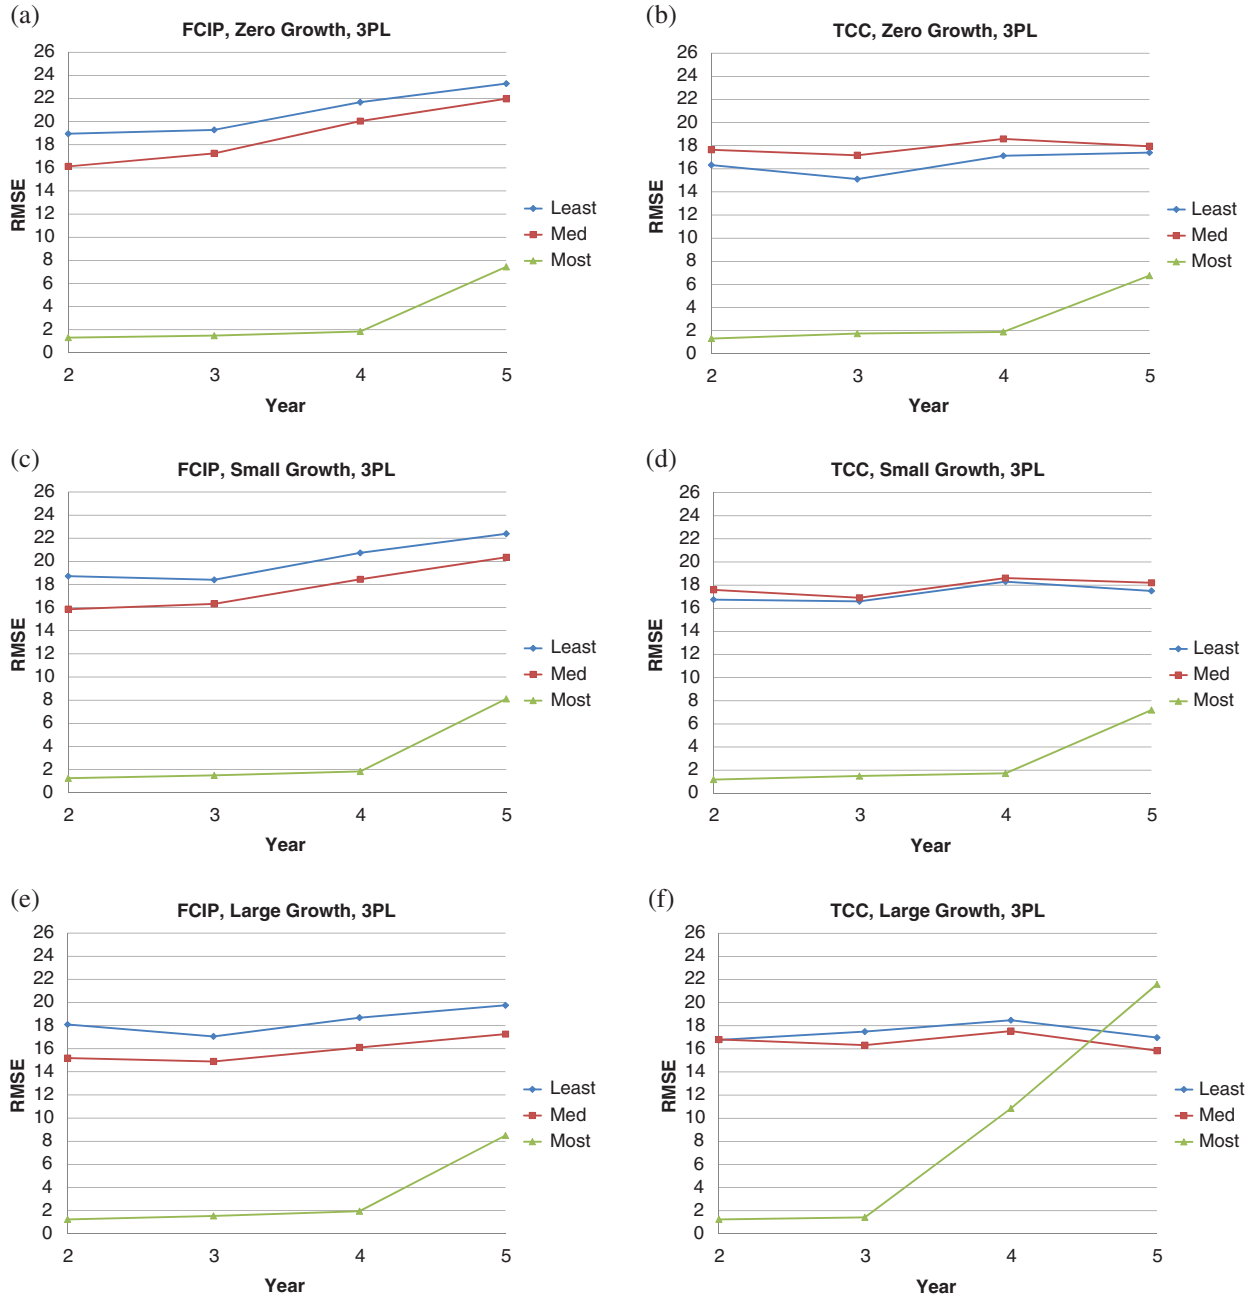 (a)
FCIP, Zero Growth, 3PL
26
24
22
20
18
16
14
12
10
8
6
4
2
0
RMSE
2 3 4 5
Year
Least
Med
Most
(b)
TCC, Zero Growth, 3PL
26
24
22
20
18
16
14
12
10
8
6
4
2
0
RMSE
2 3 4 5
Year
Least
Med
Most
(c)
FCIP, Small Growth, 3PL
26
24
22
20
18
16
14
12
10
8
6
4
2
0
RMSE
2 3 4 5
Year
Least
Med
Most
(d)
TCC, Small Growth, 3PL
26
24
22
20
18
16
14
12
10
8
6
4
2
0
RMSE
2 3 4 5
Year
Least
Med
Most
(e)
FCIP, Large Growth, 3PL
26
24
22
20
18
16
14
12
10
8
6
4
2
0
RMSE
2 3 4 5
Year
Least
Med
Most
(f)
TCC, Large Growth, 3PL
26
24
22
20
18
16
14
12
10
8
6
4
2
0
RMSE
2 3 4 5
Year
Least
Med
Most